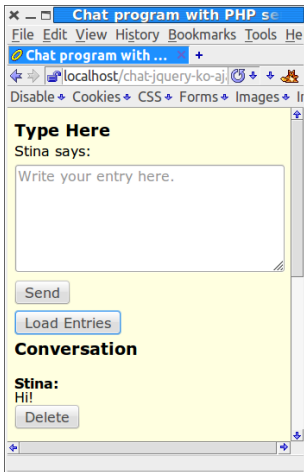 Chat program with PHP se
File Edit View History Bookmarks Tools He
Chat program with ...
localhost/chat-jquery-ko-aj
Disable Cookies CSS Forms Images
Type Here
Stina says:
Write your entry here.
Send
Load Entries
Conversation
Stina:
Hi!
Delete